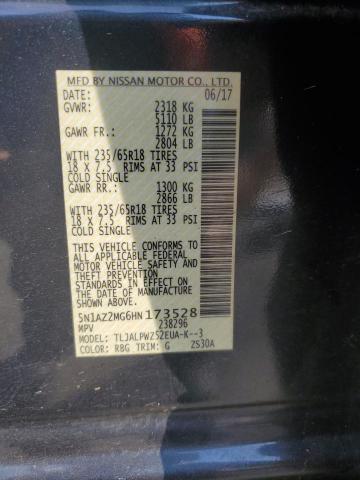 MFD BY NISSAN MOTOR CO., LTD.
DATE: 06/17
GVWR: 2318 KG
5110 LB
GAWR FR.: 1272 KG
2804 LB
WITH 235/65R18 TIRES
18 X 7.5 RIMS AT 33 PSI
COLD SINGLE
GAWR RR.: 1300 KG
2866 LB
WITH 235/65R18 TIRES
18 X 7.5 RIMS AT 33 PSI
COLD SINGLE
THIS VEHICLE CONFORMS TO
ALL APPLICABLE FEDERAL
MOTOR VEHICLE SAFETY
STANDARDS IN EFFECT ON THE
DATE OF MANUFACTURE
SHOWN ABOVE.
5N1AZ2MG6HN173528
MPV 238296
MODEL: TLJALPWZ52EUA-K--3
COLOR: RBG TRIM: G ZS30A